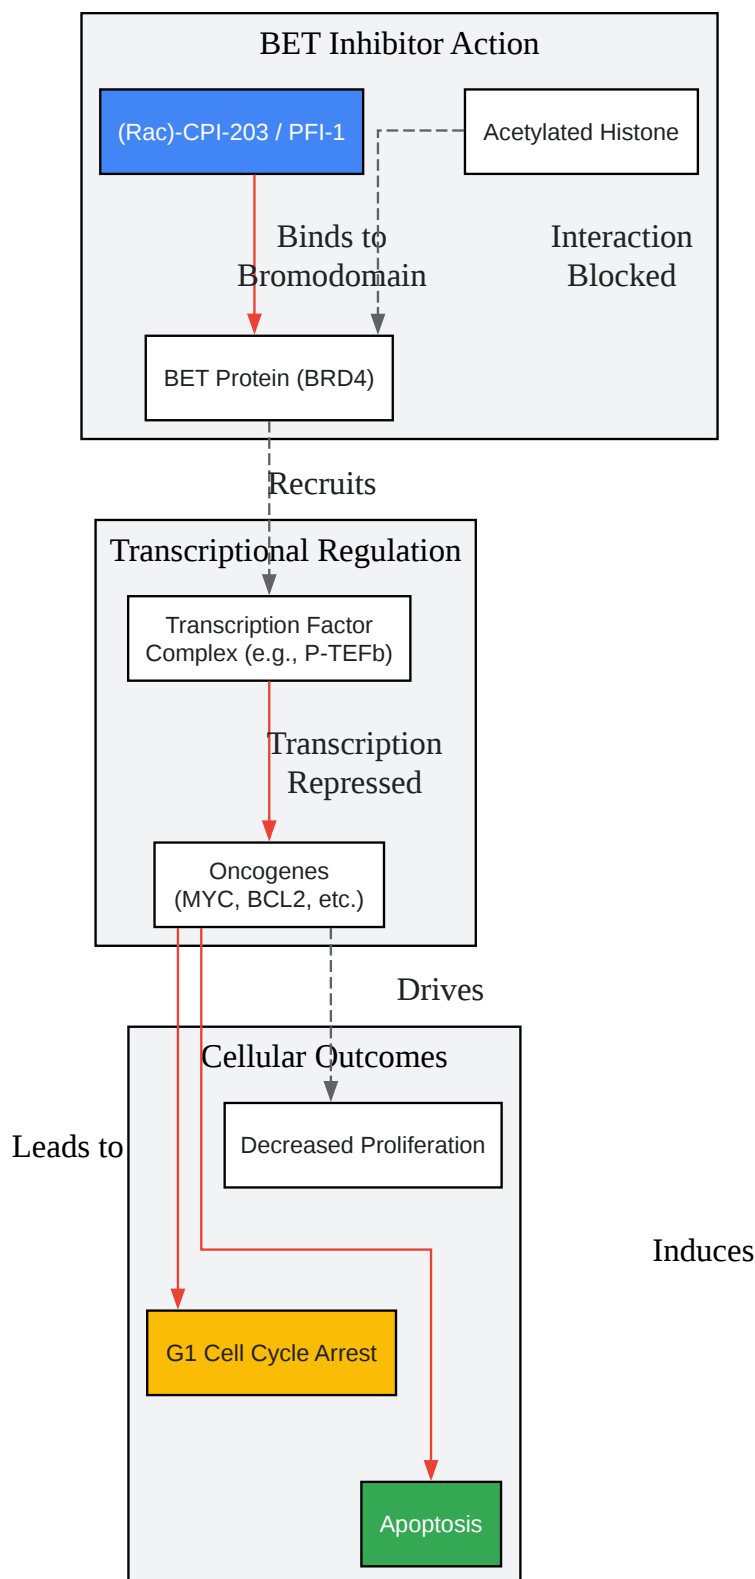 BET Inhibitor Action
(Rac)-CPI-203 / PFI-1
Acetylated Histone
Binds to
Bromodomain
Interaction
Blocked
BET Protein (BRD4)
Recruits
Transcriptional Regulation
Transcription Factor
Complex (e.g., P-TEFb)
Transcription
Repressed
Oncogenes
(MYC, BCL2, etc.)
Drives
Cellular Outcomes
Decreased Proliferation
Leads to
Induces
G1 Cell Cycle Arrest
Apoptosis